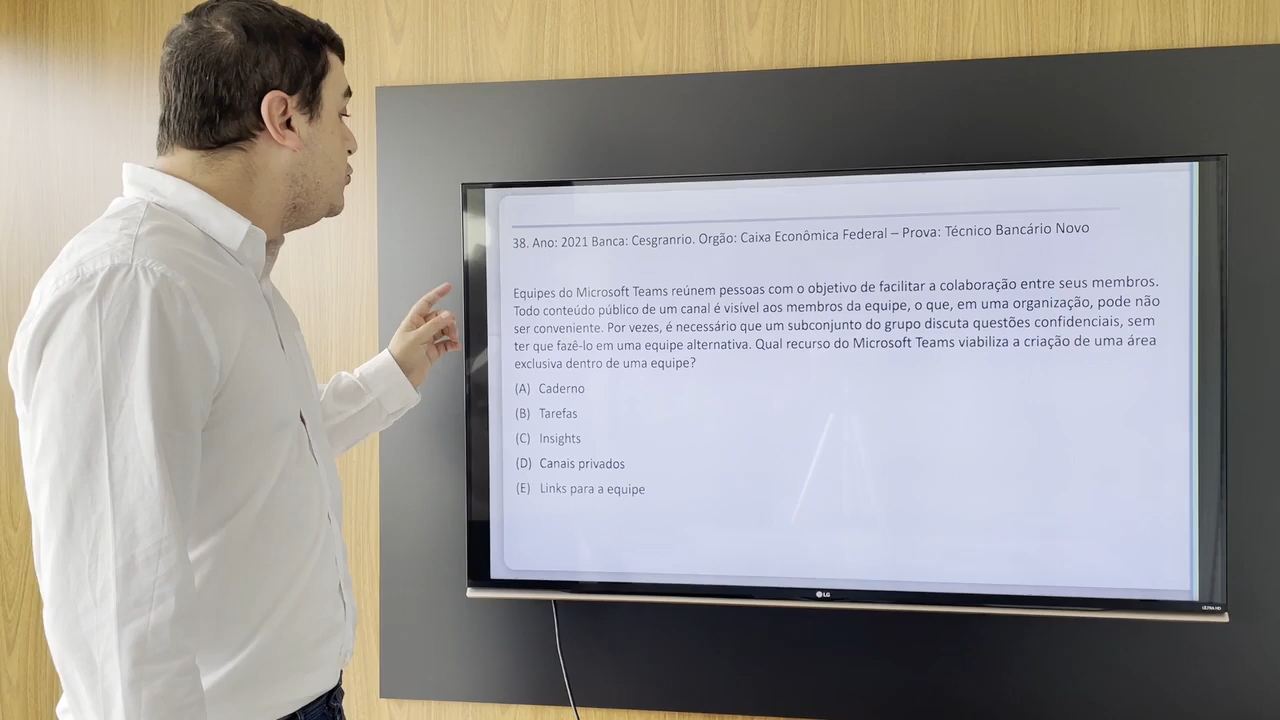 38. Ano: 2021 Banca: Cesgranrio. Orgão: Caixa Econômica Federal – Prova: Técnico Bancário Novo
Equipes do Microsoft Teams reúnem pessoas com o objetivo de facilitar a colaboração entre seus membros.
Todo conteúdo público de um canal é visível aos membros da equipe, o que, em uma organização, pode não
ser conveniente. Por vezes, é necessário que um subconjunto do grupo discuta questões confidenciais, sem
ter que fazê-lo em uma equipe alternativa. Qual recurso do Microsoft Teams viabiliza a criação de uma área
exclusiva dentro de uma equipe?
(A) Caderno
(B) Tarefas
(C) Insights
(D) Canais privados
(E) Links para a equipe
LG
ULTRA HD